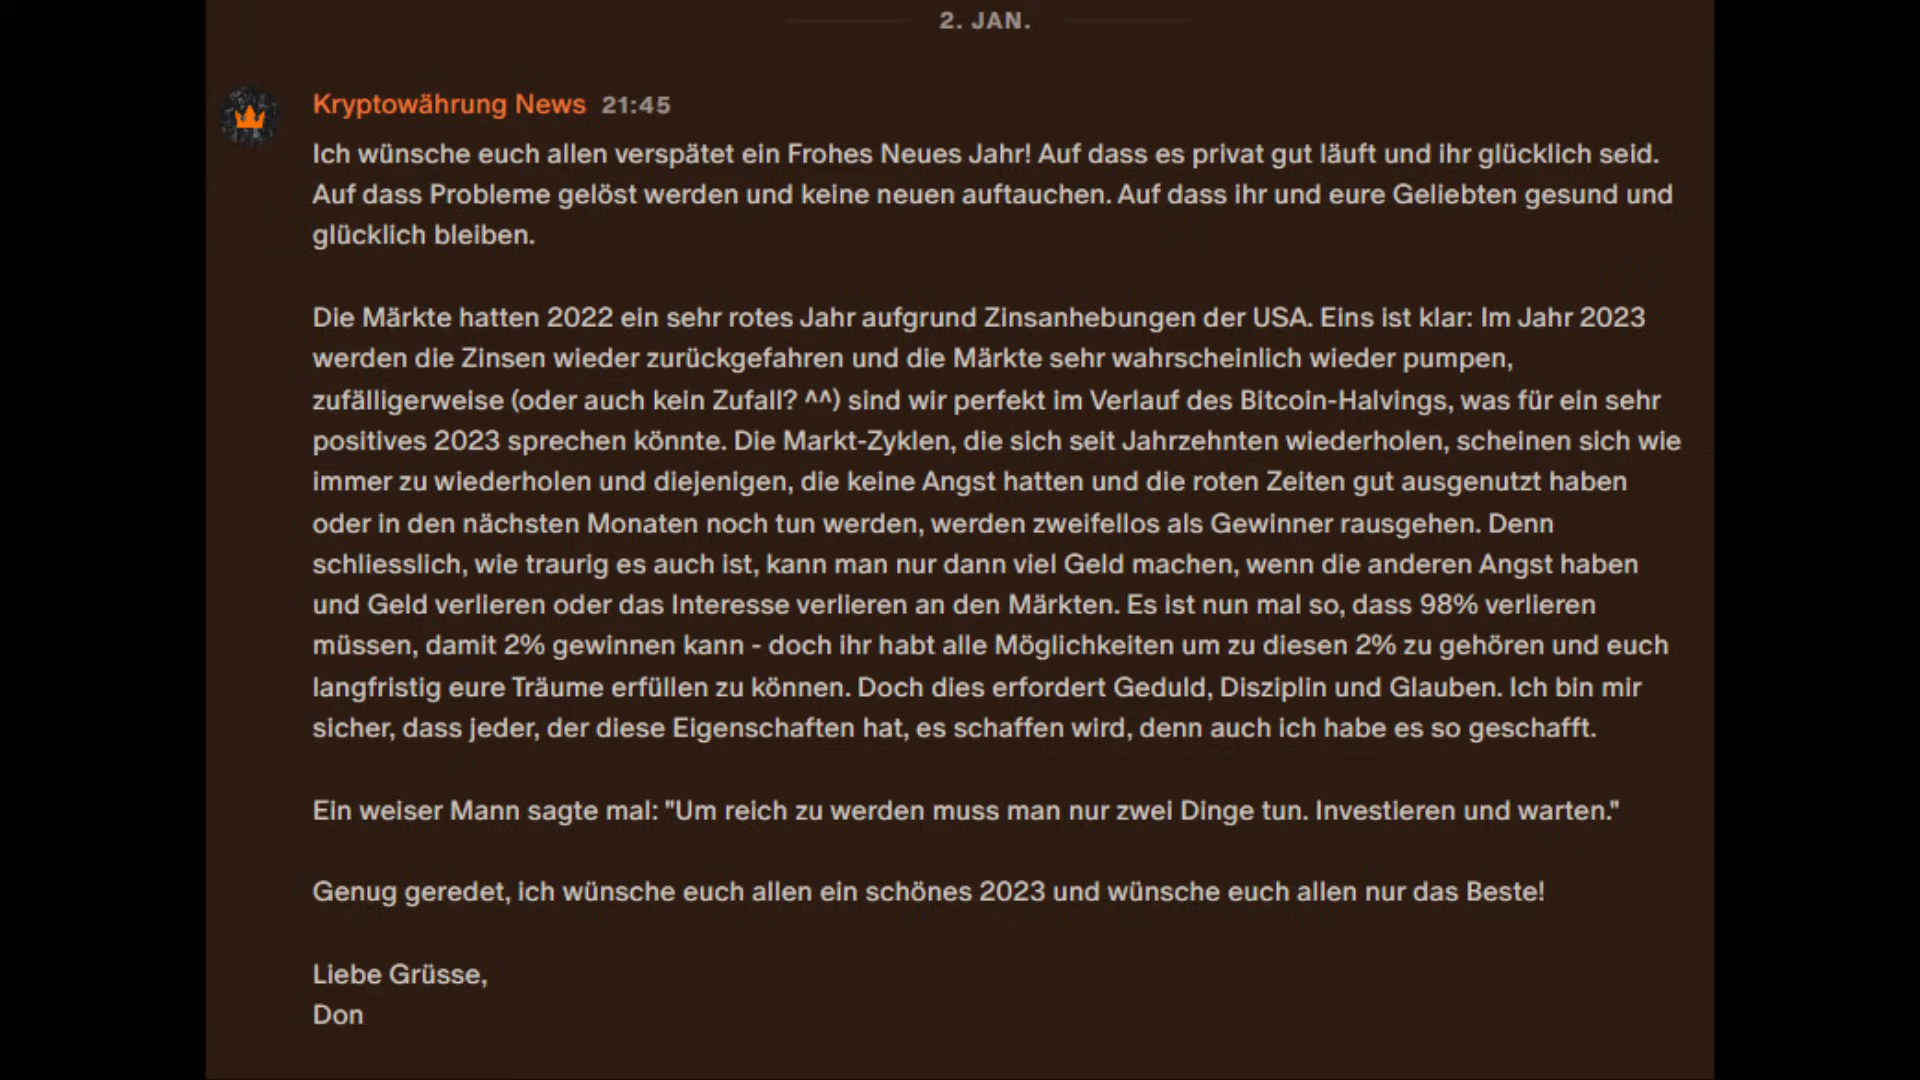 2. JAN.
Kryptowährung News 21:45
Ich wünsche euch allen verspätet ein Frohes Neues Jahr! Auf dass es privat gut läuft und ihr glücklich seid.
Auf dass Probleme gelöst werden und keine neuen auftauchen. Auf dass ihr und eure Geliebten gesund und
glücklich bleiben.
Die Märkte hatten 2022 ein sehr rotes Jahr aufgrund Zinsanhebungen der USA. Eins ist klar: Im Jahr 2023
werden die Zinsen wieder zurückgefahren und die Märkte sehr wahrscheinlich wieder pumpen,
zufälligerweise (oder auch kein Zufall? ^^) sind wir perfekt im Verlauf des Bitcoin-Halvings, was für ein sehr
positives 2023 sprechen könnte. Die Markt-Zyklen, die sich seit Jahrzehnten wiederholen, scheinen sich wie
immer zu wiederholen und diejenigen, die keine Angst hatten und die roten Zeiten gut ausgenutzt haben
oder in den nächsten Monaten noch tun werden, werden zweifellos als Gewinner rausgehen. Denn
schliesslich, wie traurig es auch ist, kann man nur dann viel Geld machen, wenn die anderen Angst haben
und Geld verlieren oder das Interesse verlieren an den Märkten. Es ist nun mal so, dass 98% verlieren
müssen, damit 2% gewinnen kann - doch ihr habt alle Möglichkeiten um zu diesen 2% zu gehören und euch
langfristig eure Träume erfüllen zu können. Doch dies erfordert Geduld, Disziplin und Glauben. Ich bin mir
sicher, dass jeder, der diese Eigenschaften hat, es schaffen wird, denn auch ich habe es so geschafft.
Ein weiser Mann sagte mal: "Um reich zu werden muss man nur zwei Dinge tun. Investieren und warten."
Genug geredet, ich wünsche euch allen ein schönes 2023 und wünsche euch allen nur das Beste!
Liebe Grüsse,
Don